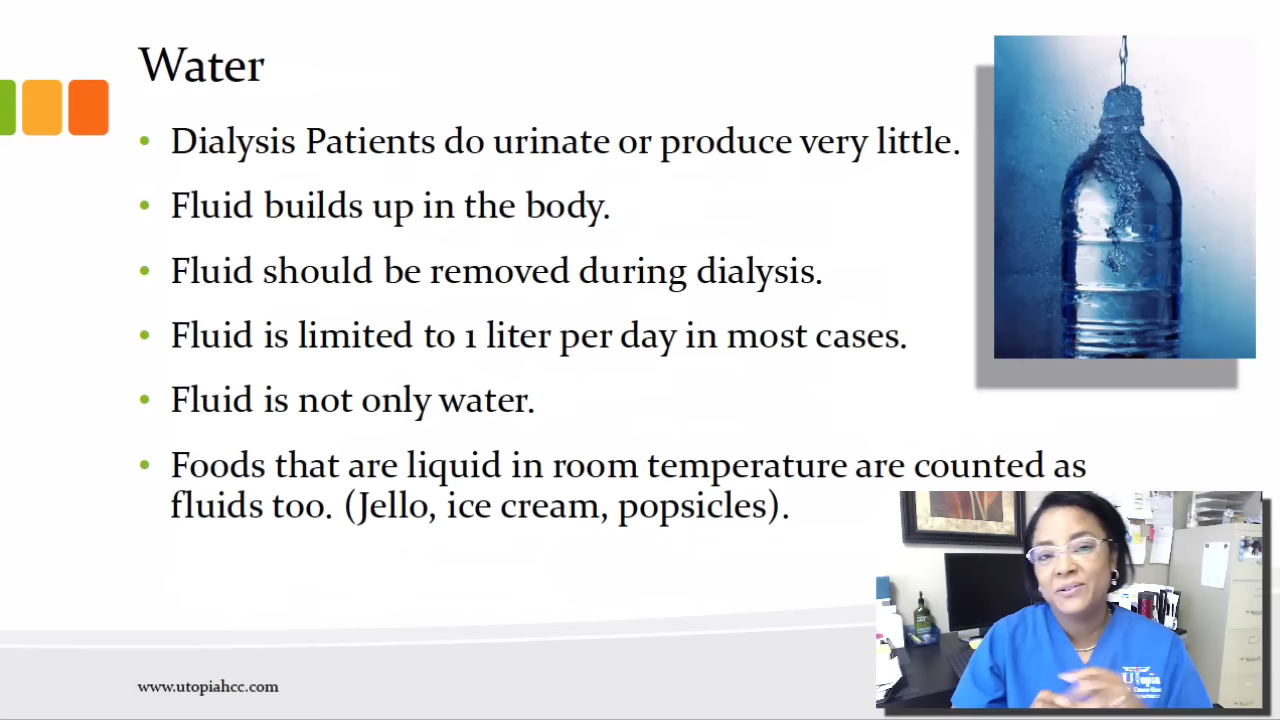 Water
• Dialysis Patients do urinate or produce very little.
• Fluid builds up in the body.
• Fluid should be removed during dialysis.
• Fluid is limited to 1 liter per day in most cases.
• Fluid is not only water.
• Foods that are liquid in room temperature are counted as
fluids too. (Jello, ice cream, popsicles).
www.utopiahcc.com
Utopia